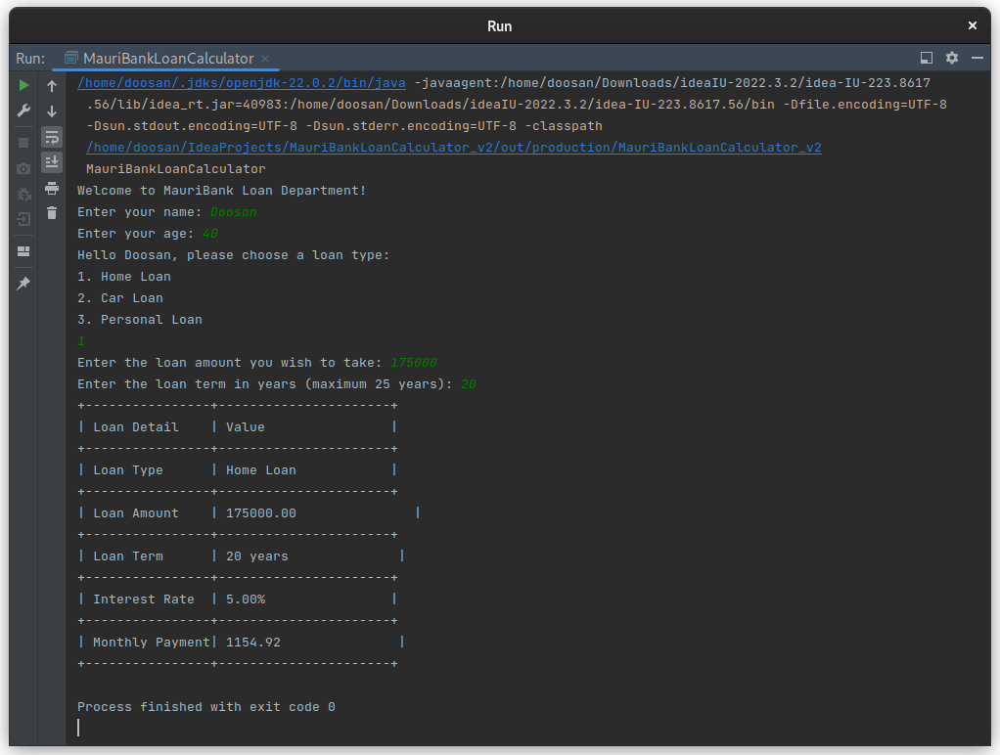 Run
Run: MauriBankLoanCalculator
/home/doosan/.jdks/openjdk-22.0.2/bin/java -javaagent:/home/doosan/Downloads/ideaIU-2022.3.2/idea-IU-223.8617
.56/lib/idea_rt.jar=40983:/home/doosan/Downloads/ideaIU-2022.3.2/idea-IU-223.8617.56/bin -Dfile.encoding=UTF-8
-Dsun.stdout.encoding=UTF-8 -Dsun.stderr.encoding=UTF-8 -classpath
/home/doosan/IdeaProjects/MauriBankLoanCalculator_v2/out/production/MauriBankLoanCalculator_v2
MauriBankLoanCalculator
Welcome to MauriBank Loan Department!
Enter your name: Doosan
Enter your age: 40
Hello Doosan, please choose a loan type:
1. Home Loan
2. Car Loan
3. Personal Loan
1
Enter the loan amount you wish to take: 175000
Enter the loan term in years (maximum 25 years): 20
+----------------+----------------------+
| Loan Detail    | Value                |
+----------------+----------------------+
| Loan Type      | Home Loan            |
+----------------+----------------------+
| Loan Amount    | 175000.00               |
+----------------+----------------------+
| Loan Term      | 20 years              |
+----------------+----------------------+
| Interest Rate  | 5.00%                |
+----------------+----------------------+
| Monthly Payment| 1154.92               |
+----------------+----------------------+
Process finished with exit code 0